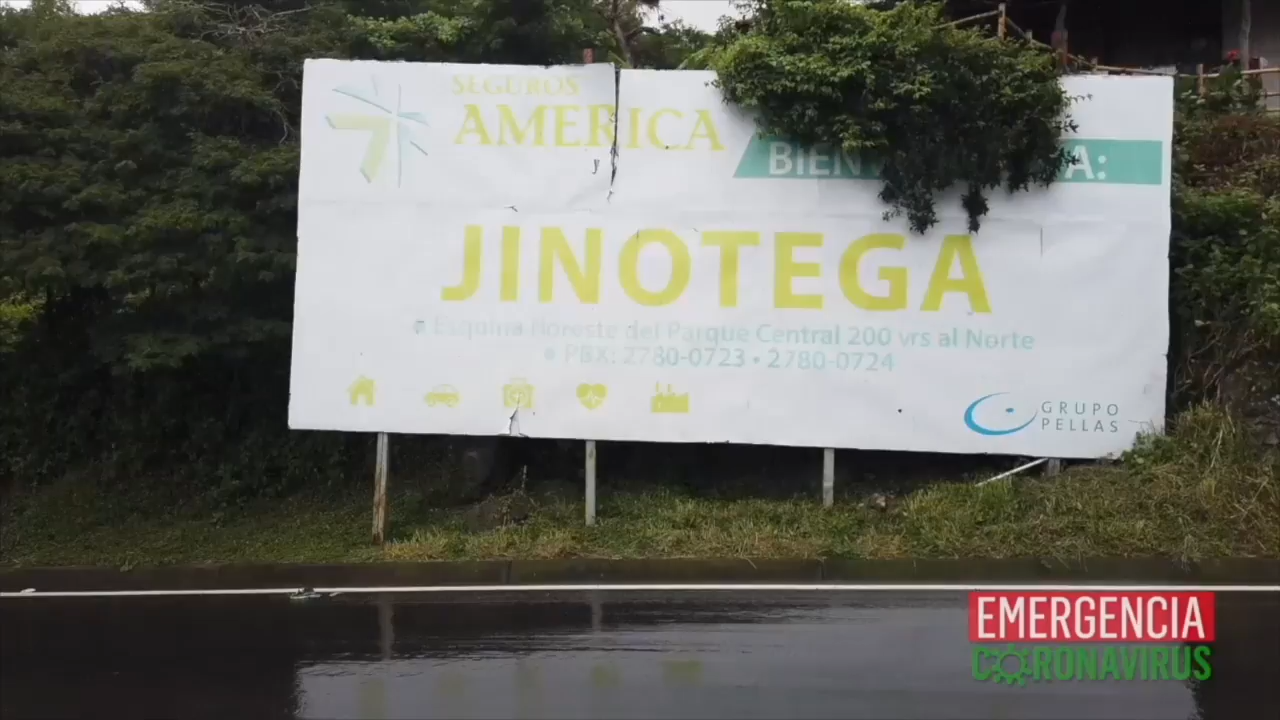 SEGUROS
AMERICA
BIEN A:
JINOTEGA
Esquina Noreste del Parque Central 200 vrs al Norte
• PBX: 2780-0723 • 2780-0724
GRUPO
PELLAS
EMERGENCIA
CORONAVIRUS